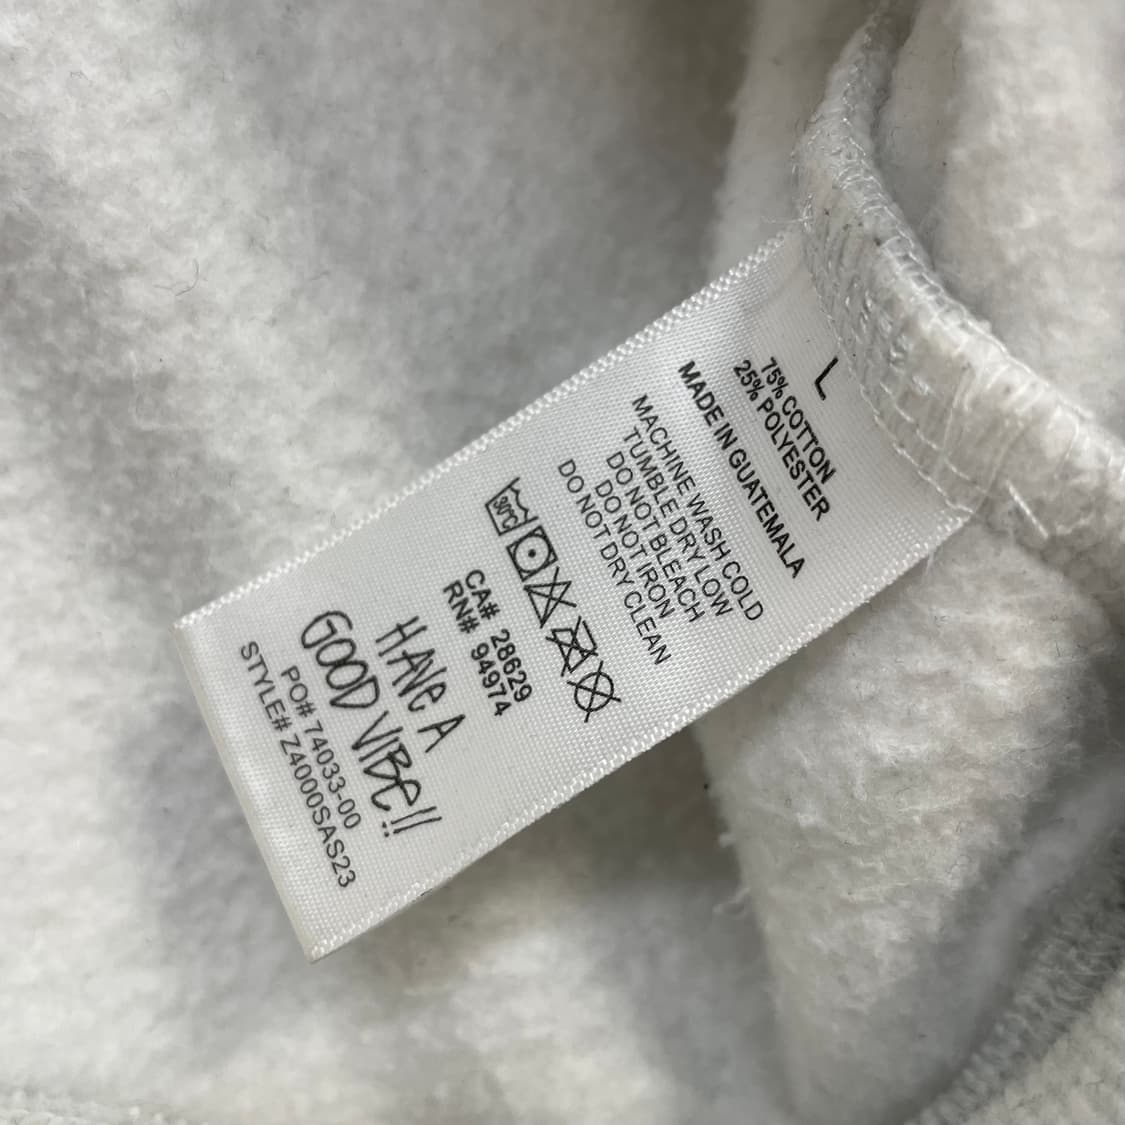 L
75% COTTON
25% POLYESTER
MADE IN GUATEMALA
MACHINE WASH COLD
TUMBLE DRY LOW
DO NOT BLEACH
DO NOT IRON
DO NOT DRY CLEAN
30°C
CA# 28629
RN# 94974
HAVE A
GOOD VIBE!!
PO# 74033-00
STYLE# Z4000SAS23